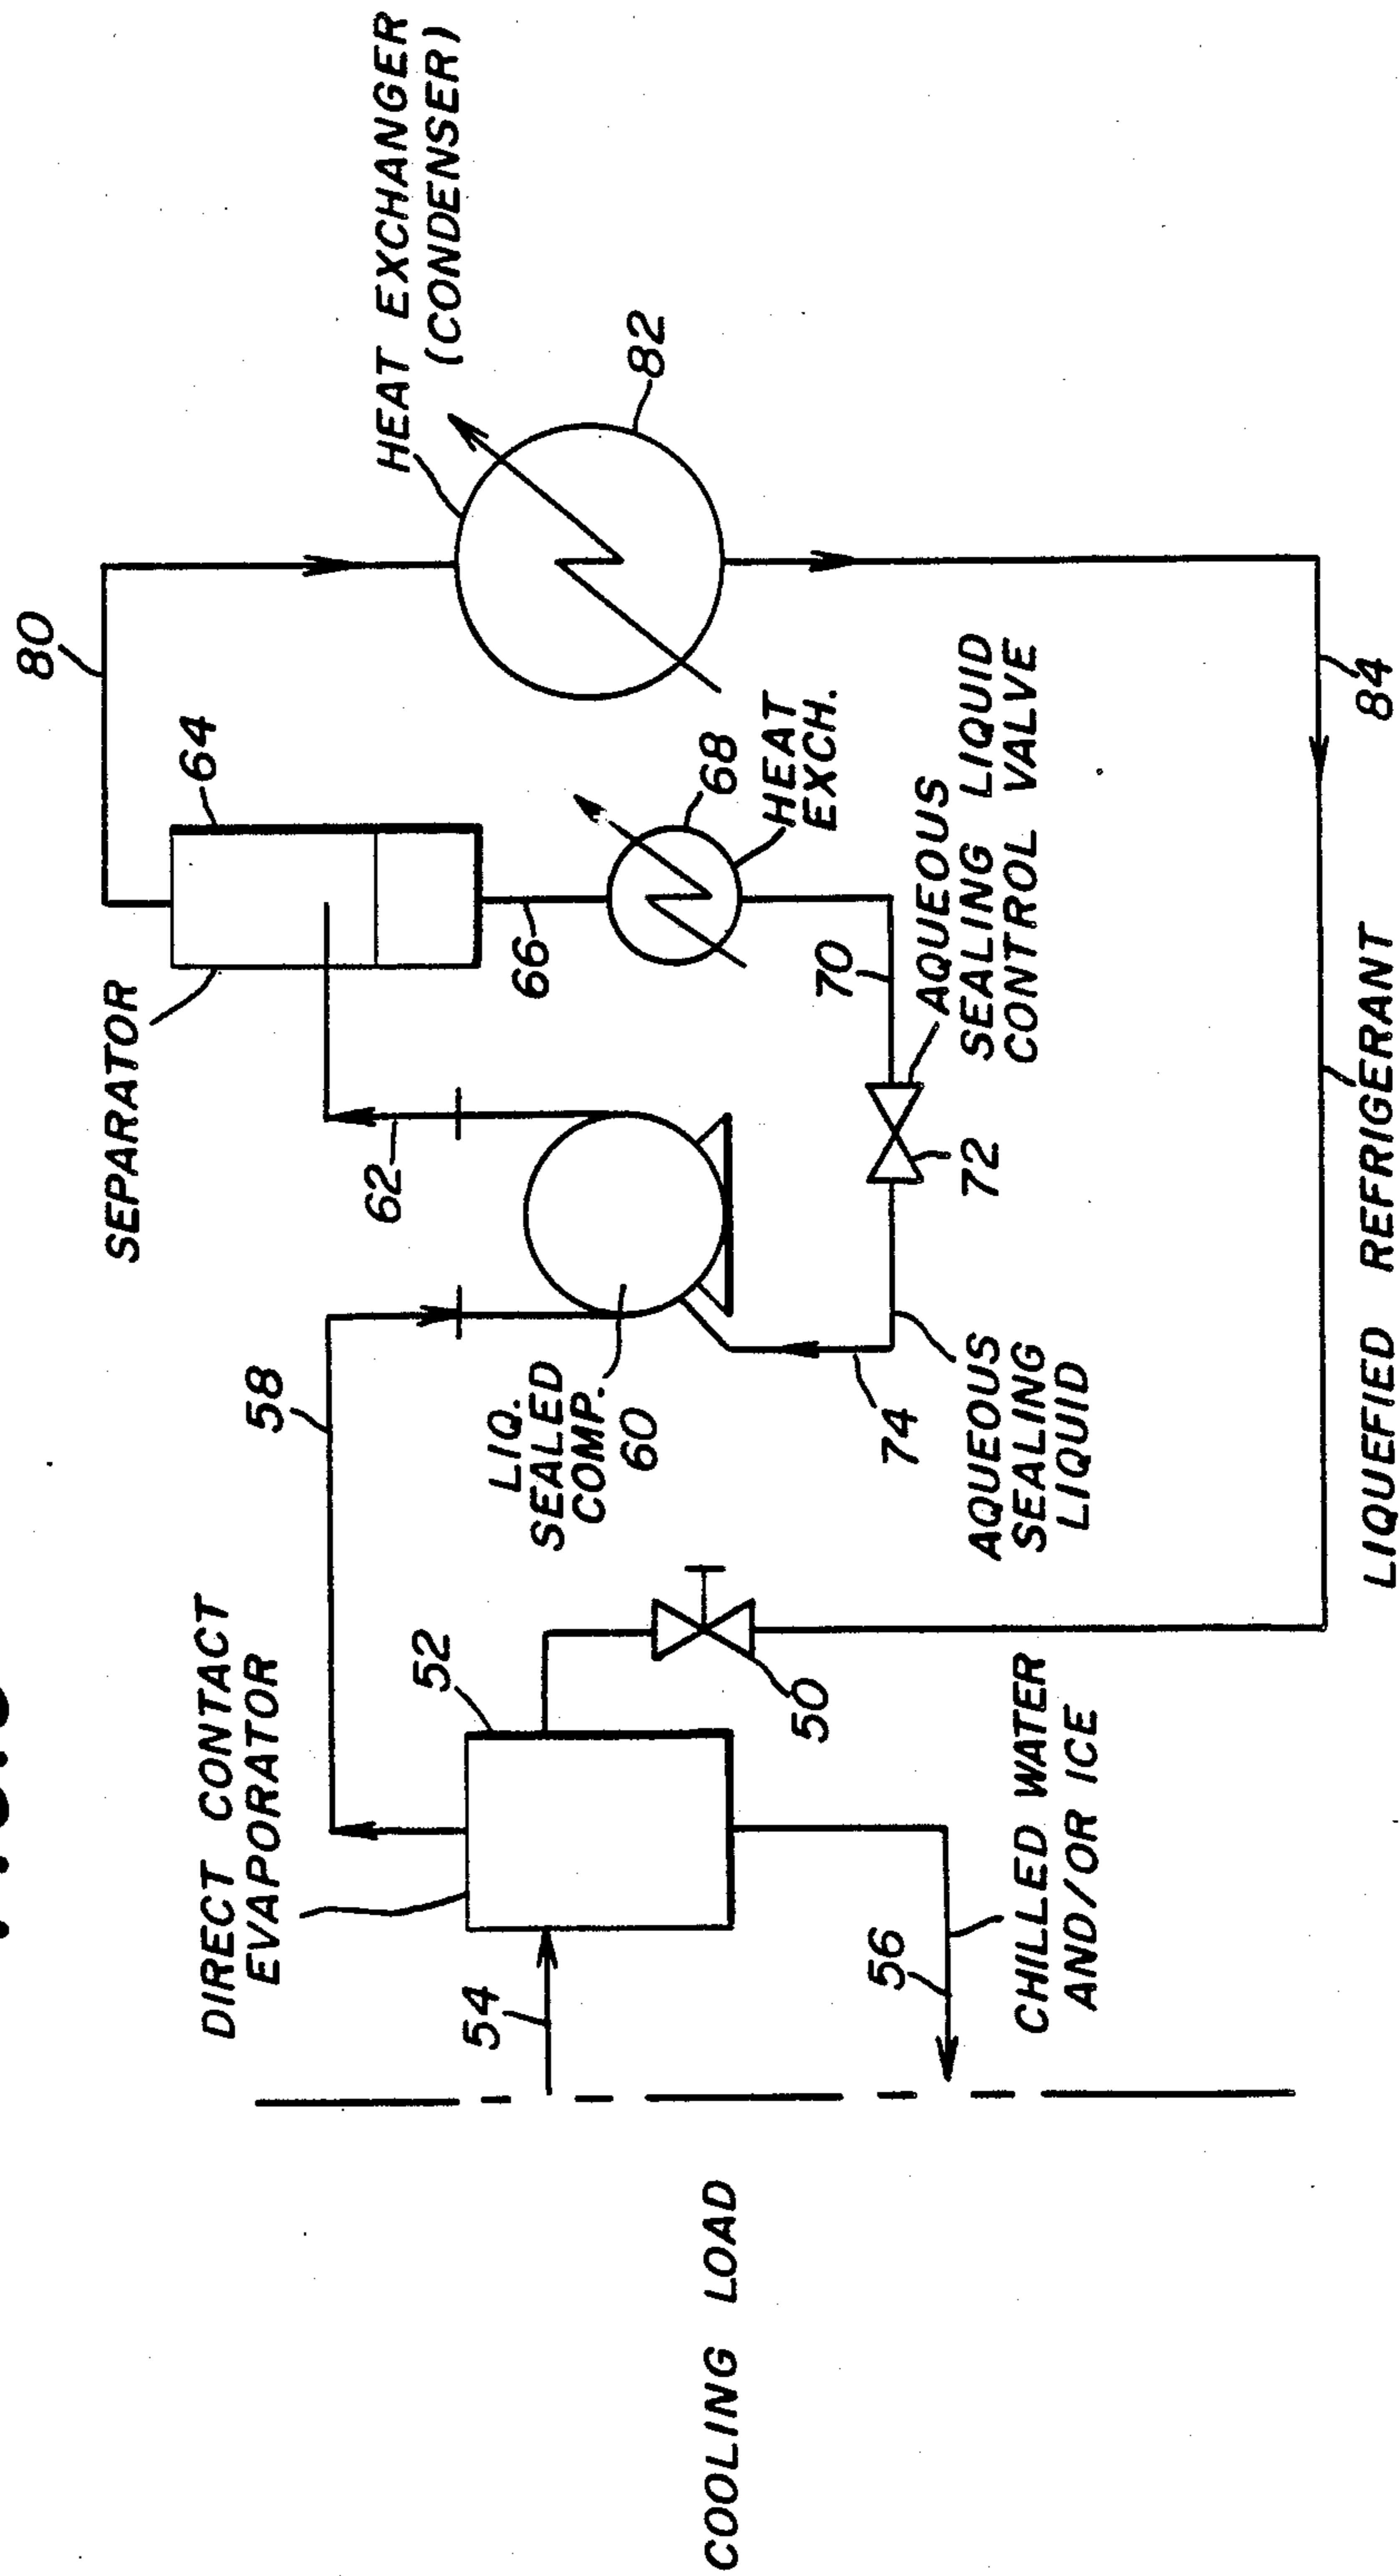 COOLING LOAD
DIRECT CONTACT
EVAPORATOR
52
54
56
CHILLED WATER
AND/OR ICE
50
58
LIQ.
SEALED
COMP.
60
62
SEPARATOR
64
66
68
HEAT
EXCH.
70
72
AQUEOUS
SEALING LIQUID
CONTROL VALVE
74
AQUEOUS
SEALING
LIQUID
80
HEAT EXCHANGER
(CONDENSER)
82
84
LIQUEFIED REFRIGERANT